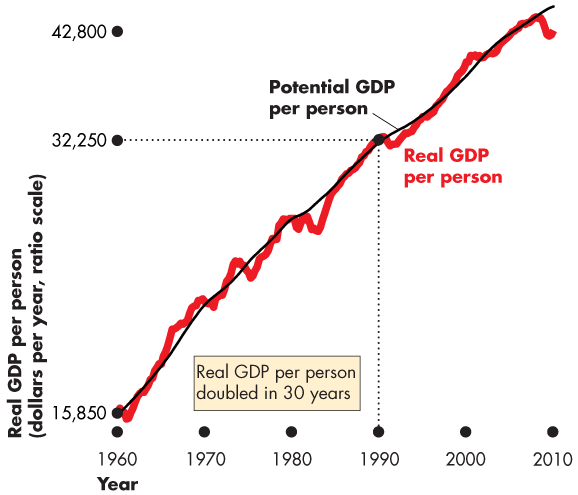 42,800
Potential GDP
per person
32,250
Real GDP
per person
Real GDP per person
(dollars per year, ratio scale)
Real GDP per person
doubled in 30 years
15,850
1960 1970 1980 1990 2000 2010
Year